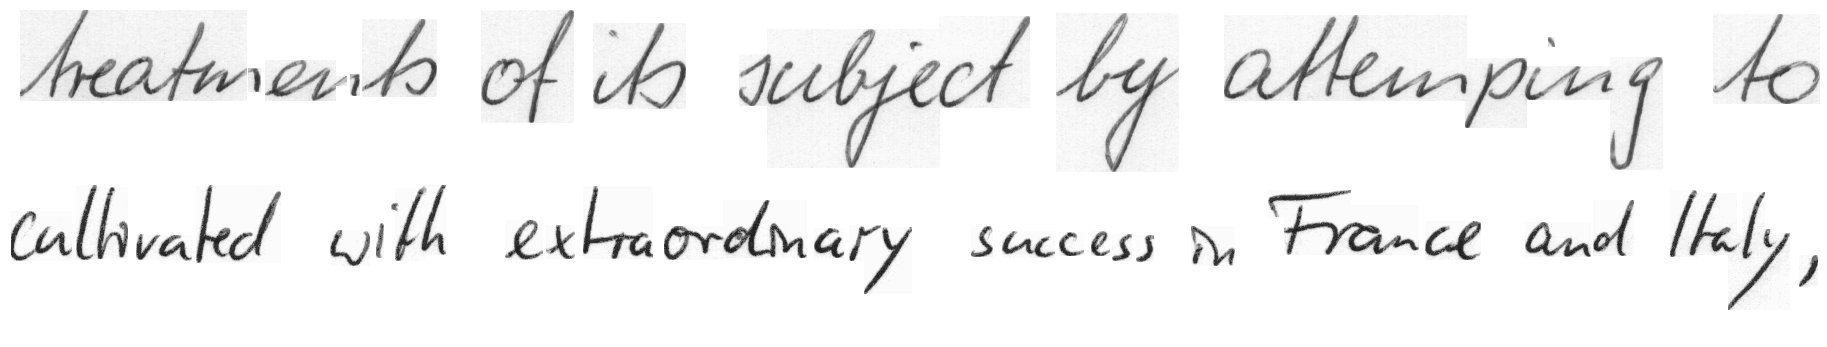 treatments of its subject by attemping to
cultivated with extraordinary success in France and Italy,